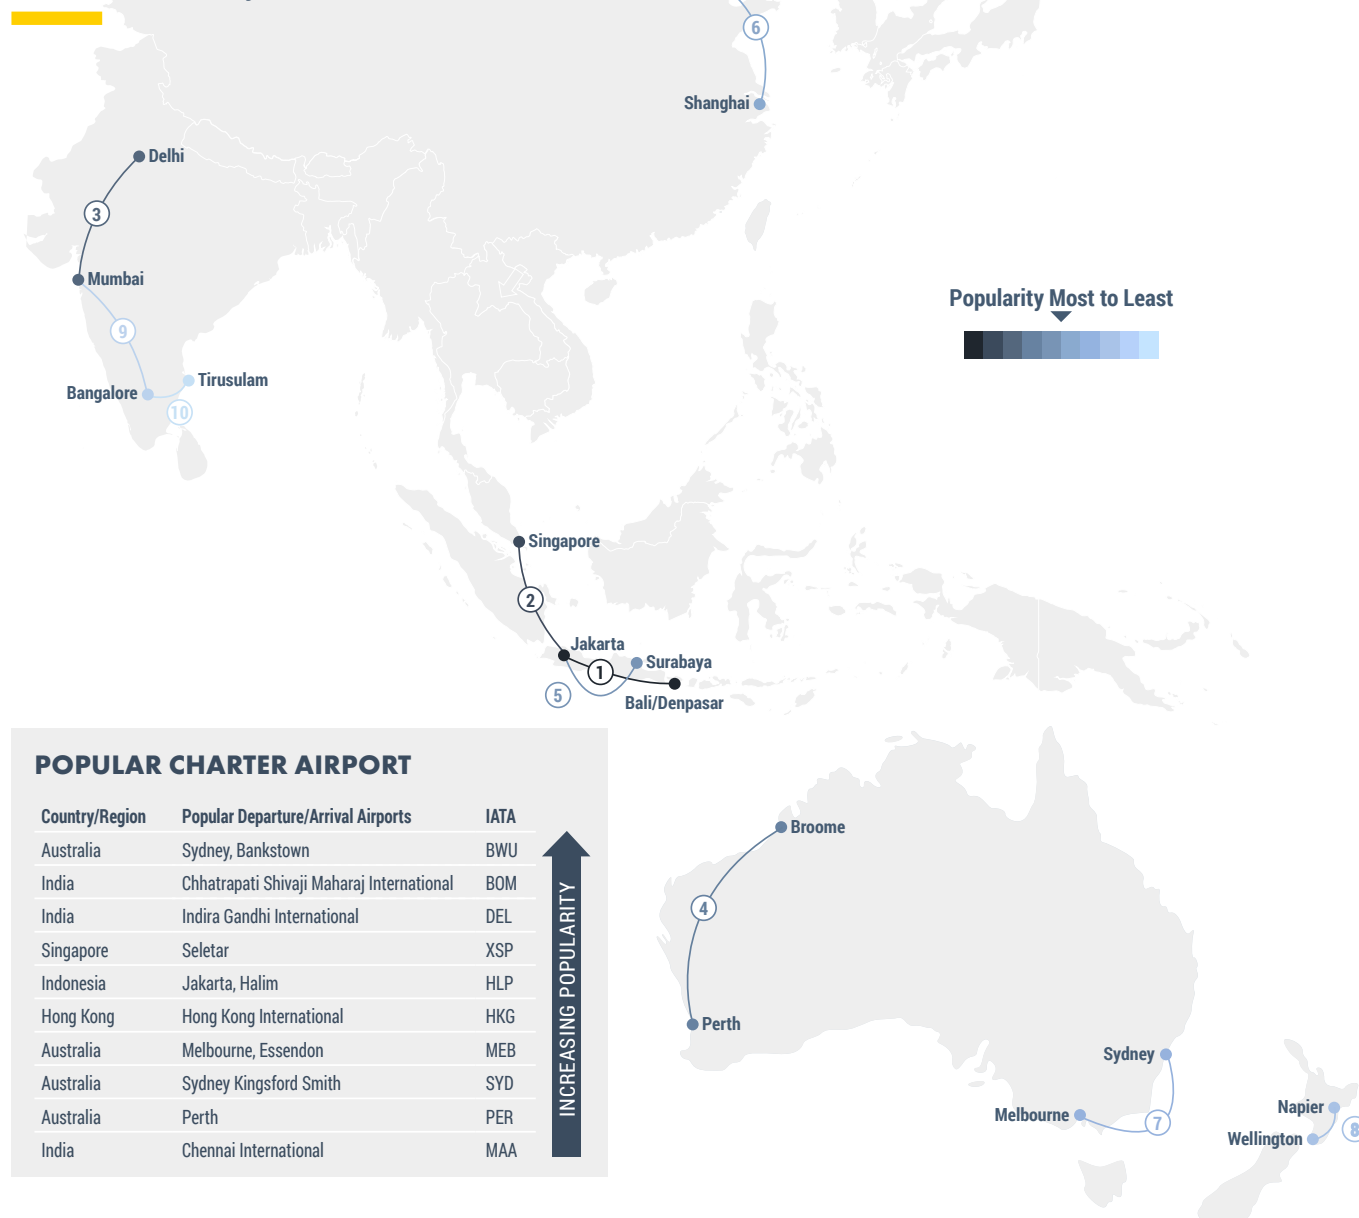 6
Shanghai
Delhi
3
Mumbai
Popularity Most to Least
9
Tirusulam
Bangalore
10
Singapore
2
Jakarta
Surabaya
1
5
Bali/Denpasar
POPULAR CHARTER AIRPORT
Country/Region Popular Departure/Arrival Airports IATA
Australia Sydney, Bankstown BWU
India Chhatrapati Shivaji Maharaj International BOM
India Indira Gandhi International DEL
Singapore Seletar XSP
Indonesia Jakarta, Halim HLP
Hong Kong Hong Kong International HKG
Australia Melbourne, Essendon MEB
Australia Sydney Kingsford Smith SYD
Australia Perth PER
India Chennai International MAA
INCREASING POPULARITY
Broome
4
Perth
Sydney
Melbourne
7
Napier
8
Wellington